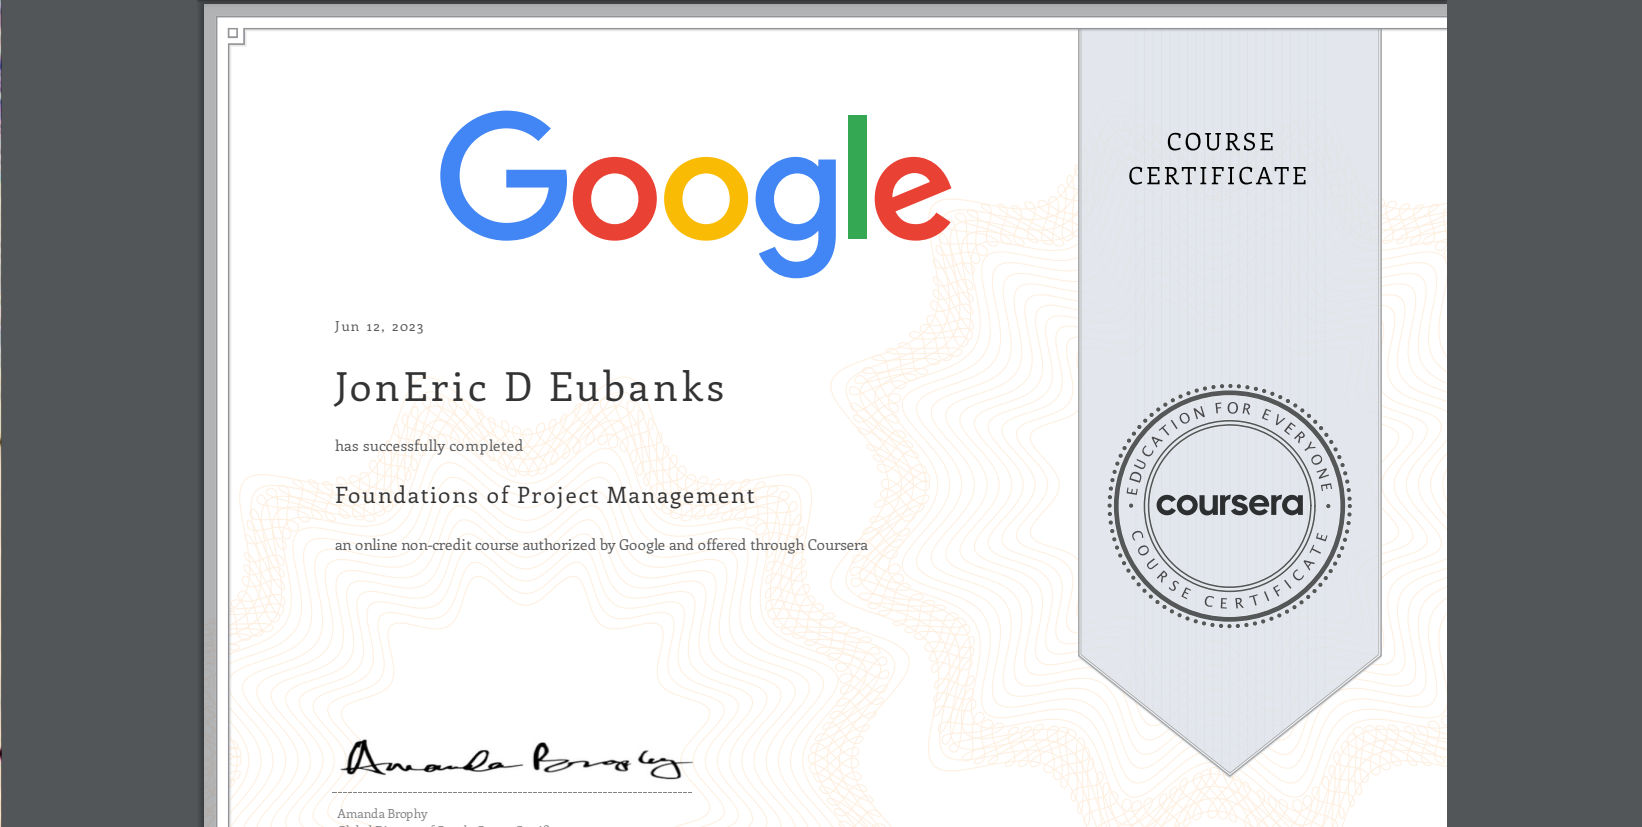 Google
COURSE
CERTIFICATE
Jun 12, 2023
JonEric D Eubanks
has successfully completed
Foundations of Project Management
an online non-credit course authorized by Google and offered through Coursera
EDUCATION FOR EVERYONE
coursera
COURSE CERTIFICATE
Amanda Brophy
Amanda Brophy